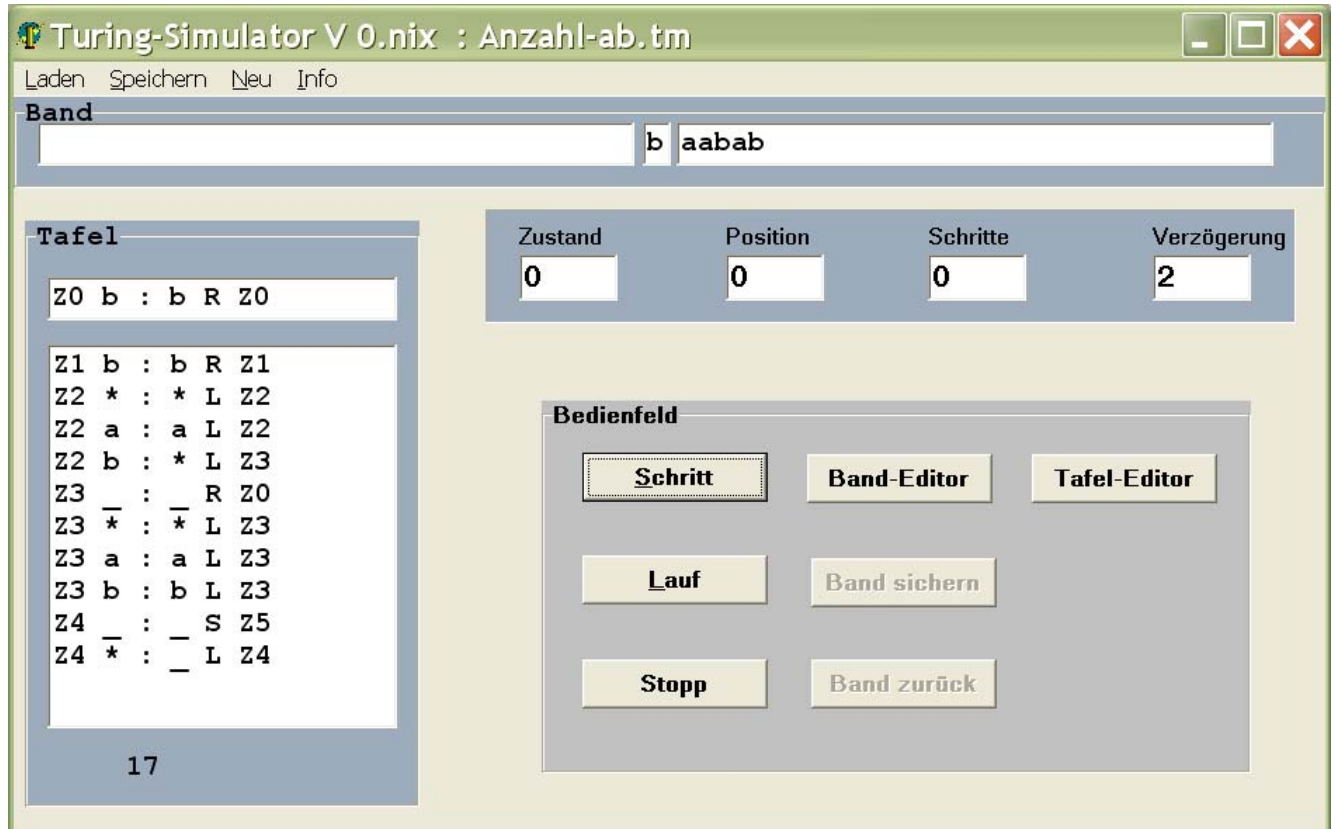 Turing-Simulator V 0.nix : Anzahl-ab.tm
Laden Speichern Neu Info
Band
b aabab
Tafel
Z0 b : b R Z0
Z1 b : b R Z1
Z2 * : * L Z2
Z2 a : a L Z2
Z2 b : * L Z3
Z3 _ : _ R Z0
Z3 * : * L Z3
Z3 a : a L Z3
Z3 b : b L Z3
Z4 _ : _ S Z5
Z4 * : _ L Z4
17
Zustand Position Schritte Verzögerung
0 0 0 2
Bedienfeld
Schritt Band-Editor Tafel-Editor
Lauf Band sichern
Stopp Band zurück